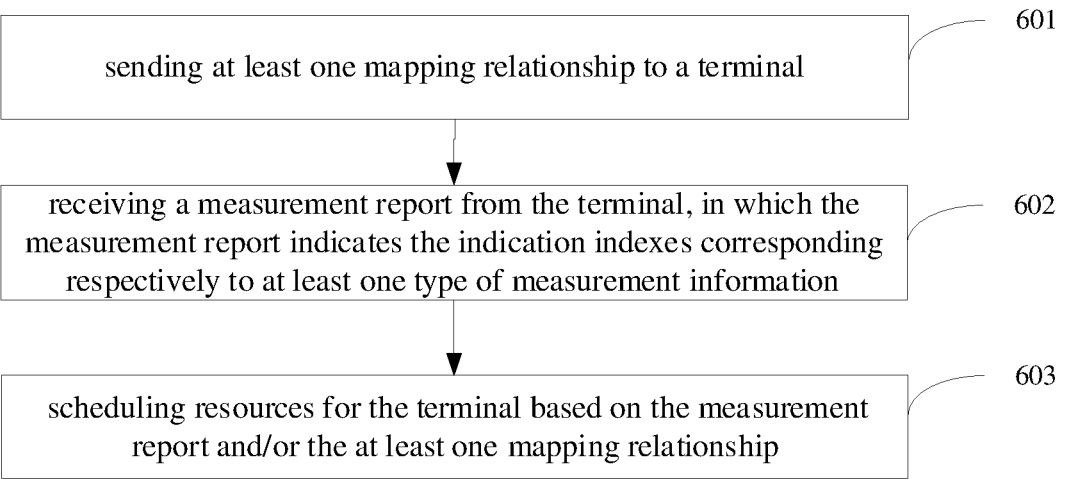 601
sending at least one mapping relationship to a terminal
receiving a measurement report from the terminal, in which the
602
measurement report indicates the indication indexes corresponding
respectively to at least one type of measurement information
603
scheduling resources for the terminal based on the measurement
report and/or the at least one mapping relationship